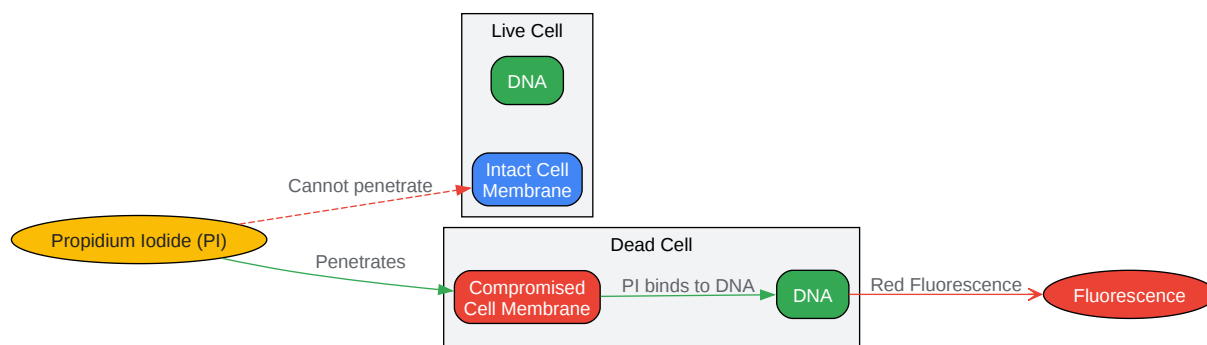 Live Cell
DNA
Intact Cell
Membrane
Cannot penetrate
Propidium Iodide (PI)
Penetrates
Dead Cell
Compromised
Cell Membrane
PI binds to DNA
DNA
Red Fluorescence
Fluorescence